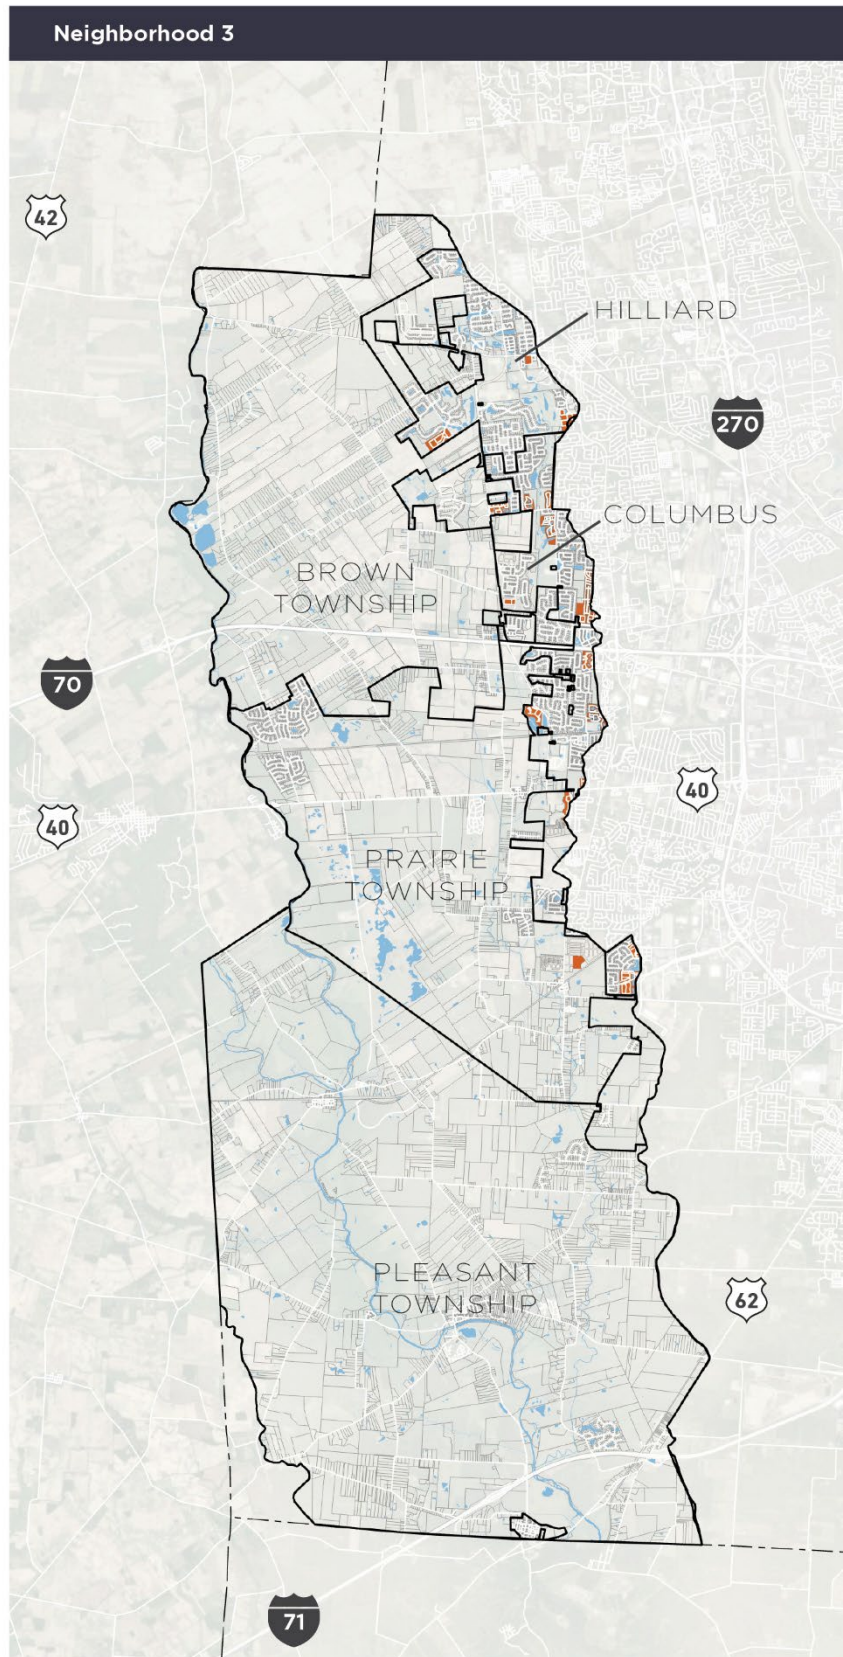 Neighborhood 3
42
HILLIARD
270
COLUMBUS
BROWN
TOWNSHIP
70
40
40
PRAIRIE
TOWNSHIP
PLEASANT
TOWNSHIP
62
71